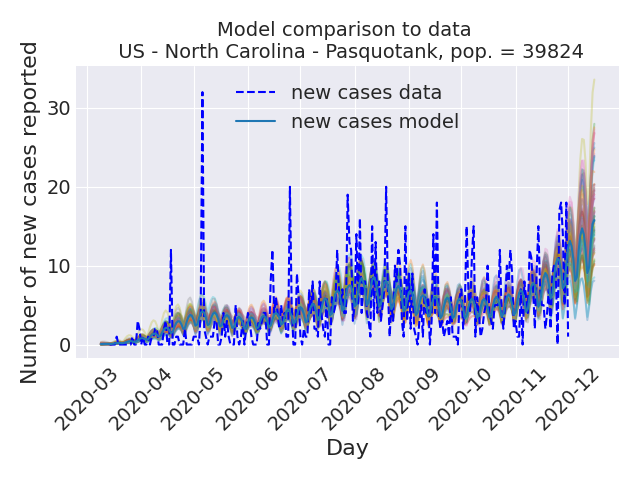 Model comparison to data
US - North Carolina - Pasquotank, pop. = 39824
new cases data
new cases model
Number of new cases reported
30
20
10
0
2020-03
2020-04
2020-05
2020-06
2020-07
2020-08
2020-09
2020-10
2020-11
2020-12
Day